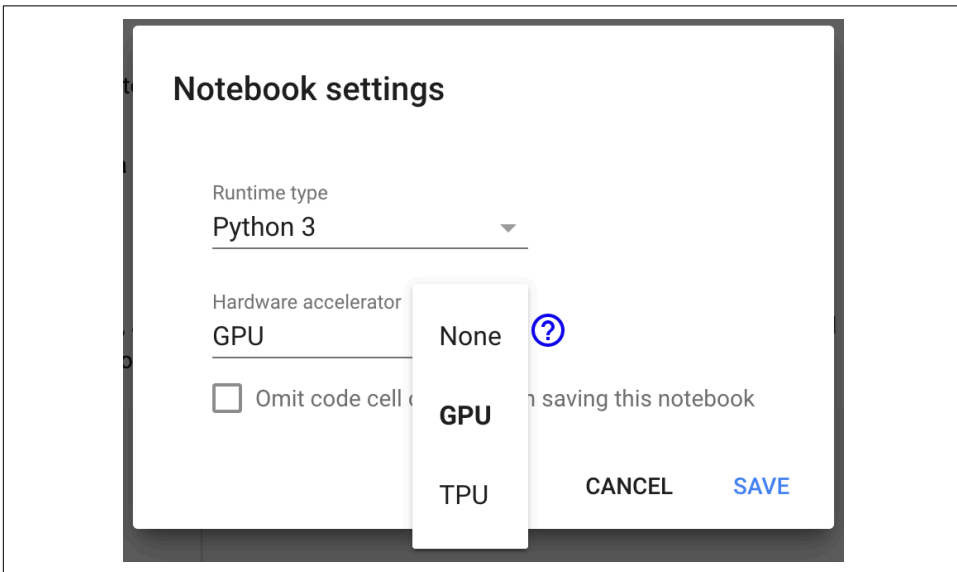 Notebook settings
Runtime type
Python 3
Hardware accelerator
GPU
None
GPU
TPU
Omit code cell saving this notebook
CANCEL
SAVE